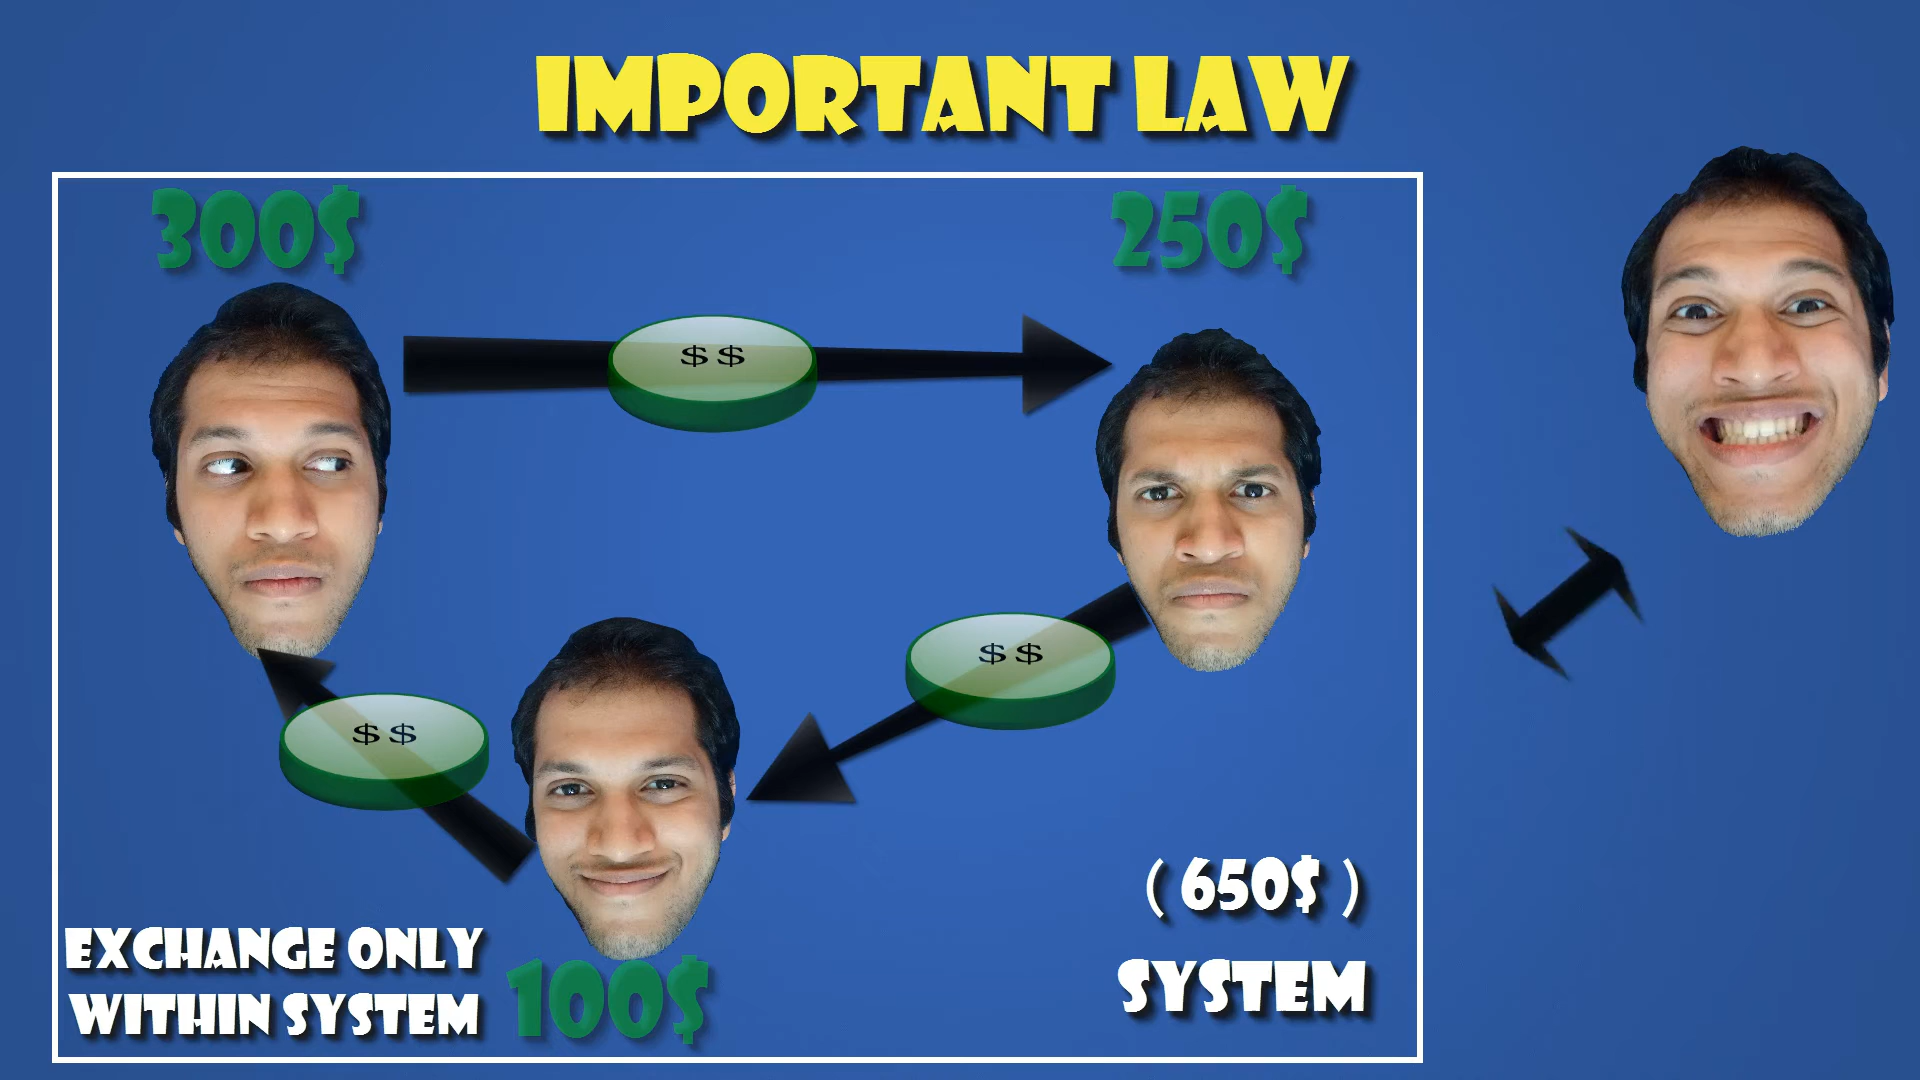 IMPORTANT LAW
300$
250$
$$
$$
$$
( 650$ )
EXCHANGE ONLY
WITHIN SYSTEM
100$
SYSTEM